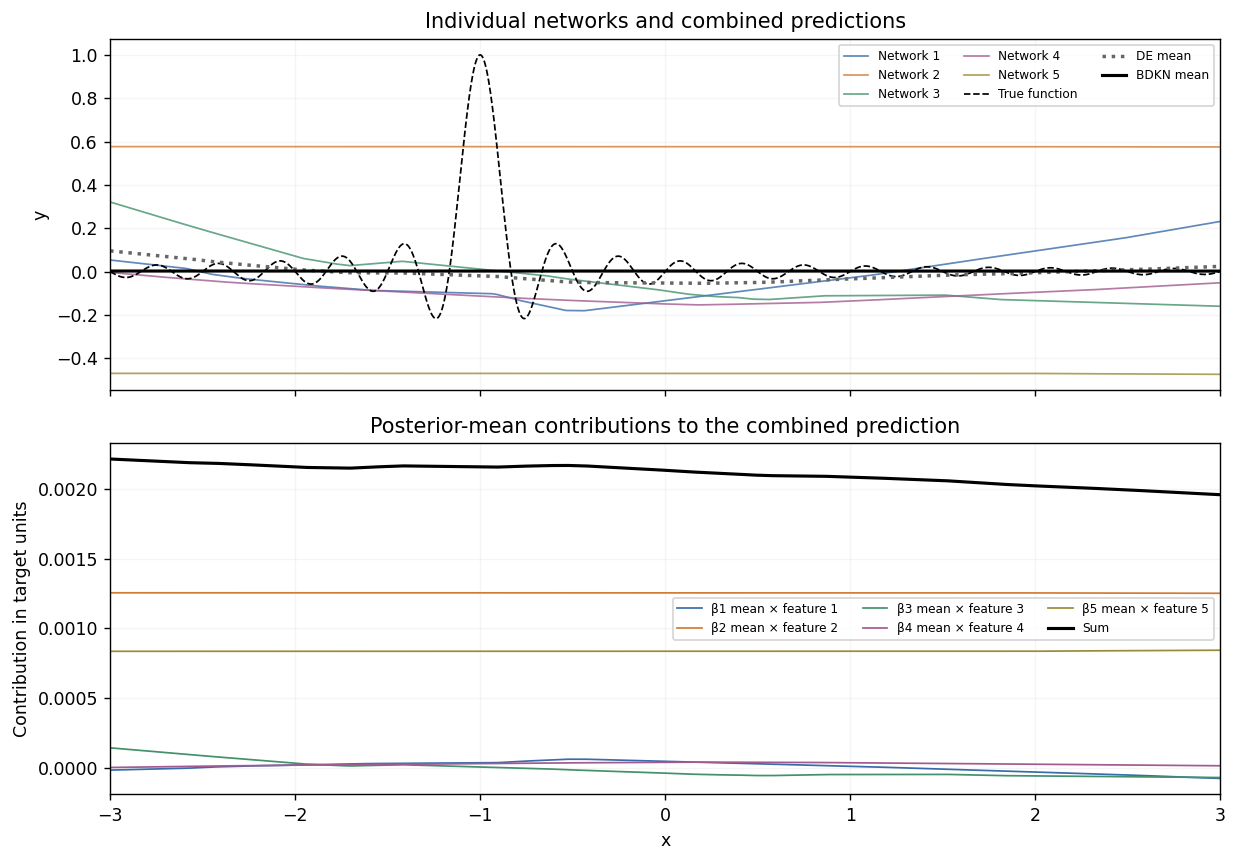 Individual networks and combined predictions
Network 1 Network 4 DE mean
Network 2 Network 5 BDKN mean
Network 3 True function
1.0
0.8
0.6
0.4
0.2
0.0
−0.2
−0.4
y
Posterior-mean contributions to the combined prediction
β1 mean × feature 1 β3 mean × feature 3 β5 mean × feature 5
β2 mean × feature 2 β4 mean × feature 4 Sum
0.0020
0.0015
0.0010
0.0005
0.0000
Contribution in target units
−3 −2 −1 0 1 2 3
x